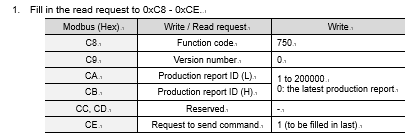 1. Fill in the read request to 0xC8 - 0xCE.
Modbus (Hex) Write / Read request Write
C8 Function code 750
C9 Version number 0
CA Production report ID (L) 1 to 200000
CB Production report ID (H) 0: the latest production report
CC, CD Reserved -
CE Request to send command 1 (to be filled in last)